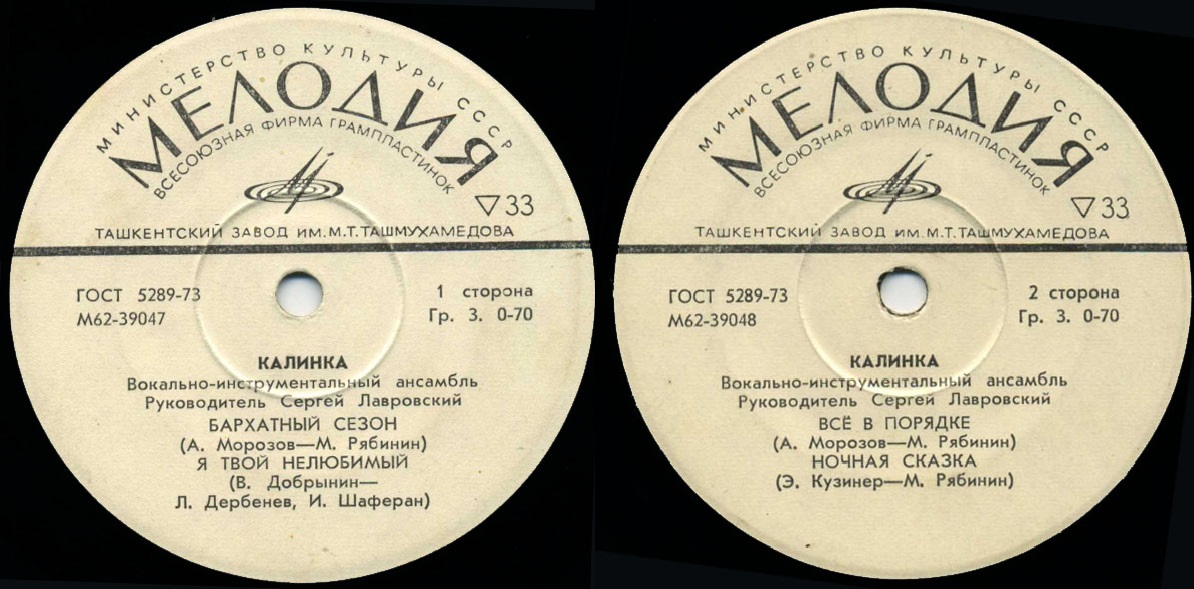 МИНИСТЕРСТВО КУЛЬТУРЫ СССР
МЕЛОДИЯ
ВСЕСОЮЗНАЯ ФИРМА ГРАМПЛАСТИНОК
▽33
ТАШКЕНТСКИЙ ЗАВОД ИМ. М.Т. ТАШМУХАМЕДОВА
ГОСТ 5289-73
М62-39047
1 сторона
Гр. 3. 0-70
КАЛИНКА
Вокально-инструментальный ансамбль
Руководитель Сергей Лавровский
БАРХАТНЫЙ СЕЗОН
(А. Морозов—М. Рябинин)
Я ТВОЙ НЕЛЮБИМЫЙ
(В. Добрынин—
Л. Дербенев, И. Шаферан)
МИНИСТЕРСТВО КУЛЬТУРЫ СССР
МЕЛОДИЯ
ВСЕСОЮЗНАЯ ФИРМА ГРАМПЛАСТИНОК
▽33
ТАШКЕНТСКИЙ ЗАВОД ИМ. М.Т. ТАШМУХАМЕДОВА
ГОСТ 5289-73
М62-39048
2 сторона
Гр. 3. 0-70
КАЛИНКА
Вокально-инструментальный ансамбль
Руководитель Сергей Лавровский
ВСЁ В ПОРЯДКЕ
(А. Морозов—М. Рябинин)
НОЧНАЯ СКАЗКА
(Э. Кузинер—М. Рябинин)